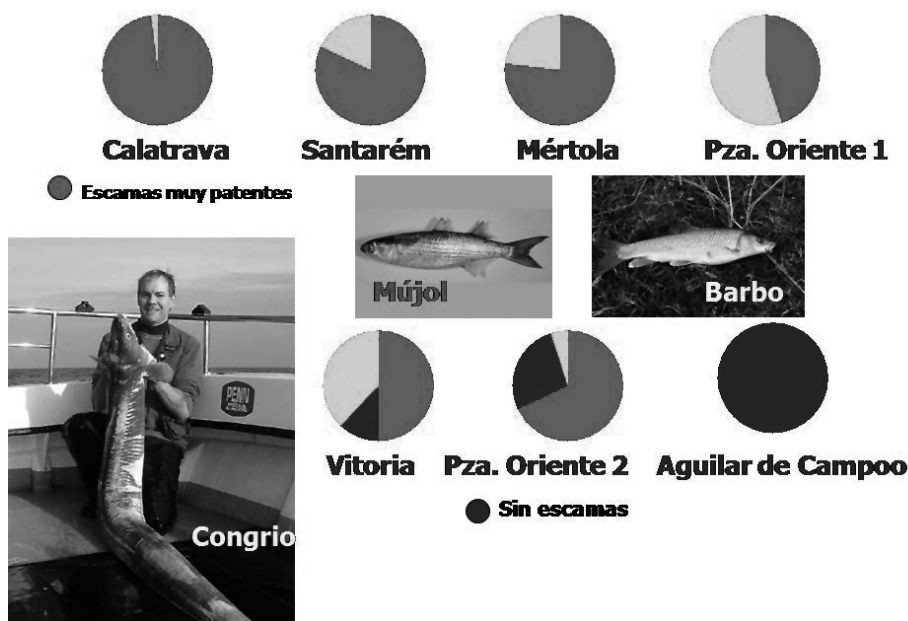 Calatrava
Santarém
Mértola
Pza. Oriente 1
Escamas muy patentes
Mújol
Barbo
PENN
Vitoria
Pza. Oriente 2
Aguilar de Campoo
Sin escamas
Congrio